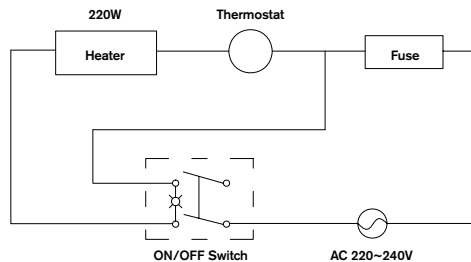 220W
Thermostat
Heater
Fuse
ON/OFF Switch
AC 220~240V